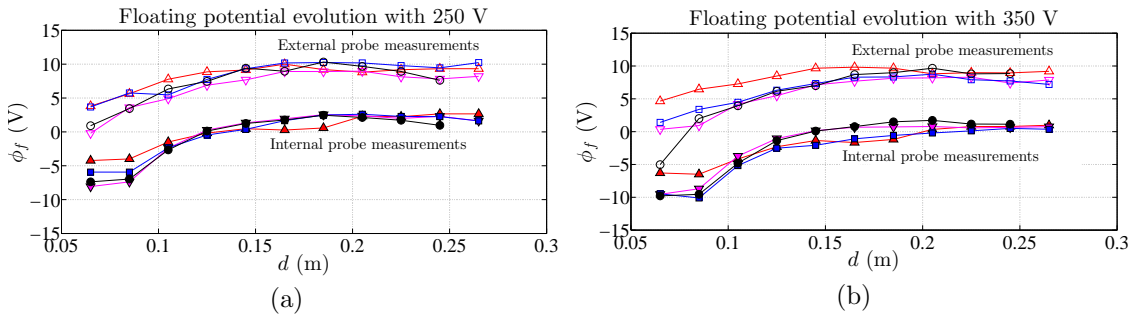 Floating potential evolution with 250 V
15
10
5
0
−5
−10
−15
ϕf (V)
External probe measurements
Internal probe measurements
0.05 0.1 0.15 0.2 0.25 0.3
d (m)
(a)
Floating potential evolution with 350 V
15
10
5
0
−5
−10
−15
ϕf (V)
External probe measurements
Internal probe measurements
0.05 0.1 0.15 0.2 0.25 0.3
d (m)
(b)